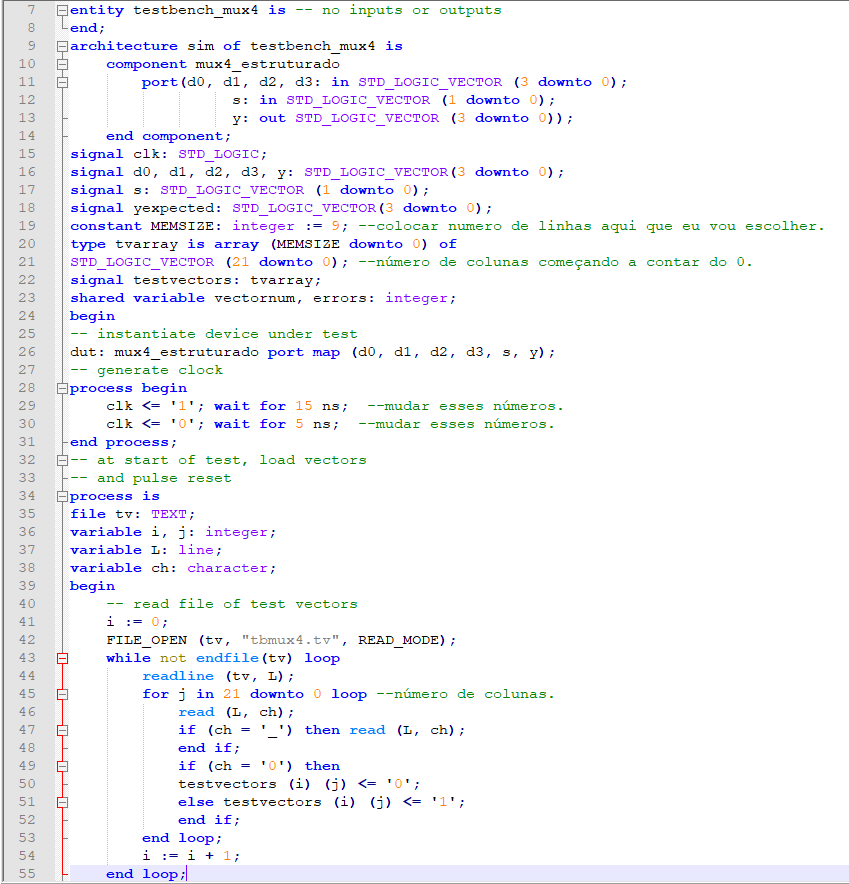 7 entity testbench_mux4 is -- no inputs or outputs
8 end;
9 architecture sim of testbench_mux4 is
10 component mux4_estruturado
11 port(d0, d1, d2, d3: in STD_LOGIC_VECTOR (3 downto 0);
12 s: in STD_LOGIC_VECTOR (1 downto 0);
13 y: out STD_LOGIC_VECTOR (3 downto 0));
14 end component;
15 signal clk: STD_LOGIC;
16 signal d0, d1, d2, d3, y: STD_LOGIC_VECTOR(3 downto 0);
17 signal s: STD_LOGIC_VECTOR (1 downto 0);
18 signal yexpected: STD_LOGIC_VECTOR(3 downto 0);
19 constant MEMSIZE: integer := 9; --colocar numero de linhas aqui que eu vou escolher.
20 type tvarray is array (MEMSIZE downto 0) of
21 STD_LOGIC_VECTOR (21 downto 0); --número de colunas começando a contar do 0.
22 signal testvectors: tvarray;
23 shared variable vectornum, errors: integer;
24 begin
25 -- instantiate device under test
26 dut: mux4_estruturado port map (d0, d1, d2, d3, s, y);
27 -- generate clock
28 process begin
29 clk <= '1'; wait for 15 ns; --mudar esses números.
30 clk <= '0'; wait for 5 ns; --mudar esses números.
31 end process;
32 -- at start of test, load vectors
33 -- and pulse reset
34 process is
35 file tv: TEXT;
36 variable i, j: integer;
37 variable L: line;
38 variable ch: character;
39 begin
40 -- read file of test vectors
41 i := 0;
42 FILE_OPEN (tv, "tbmux4.tv", READ_MODE);
43 while not endfile(tv) loop
44 readline (tv, L);
45 for j in 21 downto 0 loop --número de colunas.
46 read (L, ch);
47 if (ch = '_') then read (L, ch);
48 end if;
49 if (ch = '0') then
50 testvectors (i) (j) <= '0';
51 else testvectors (i) (j) <= '1';
52 end if;
53 end loop;
54 i := i + 1;
55 end loop;